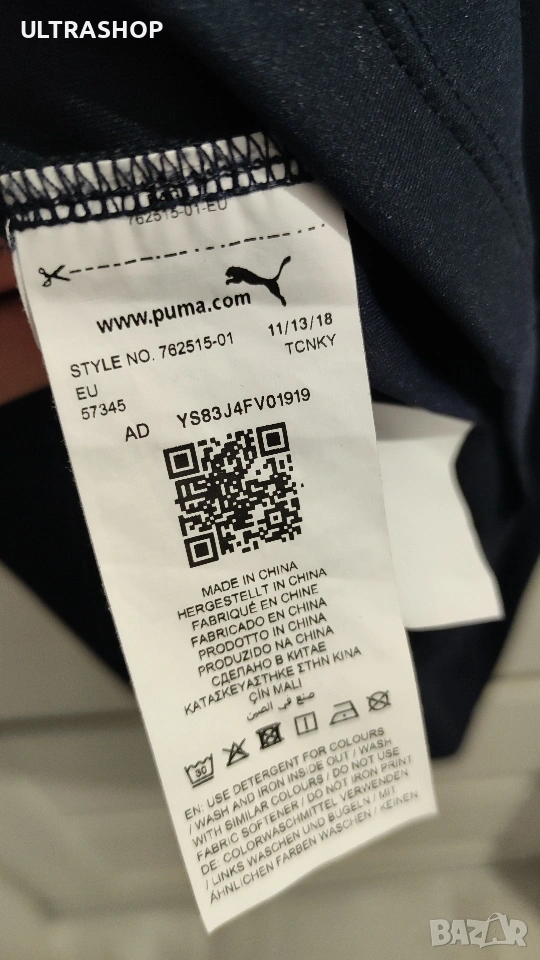 ULTRASHOP
762515-01-EU
www.puma.com
STYLE NO. 762515-01
11/13/18
EU
TCNKY
57345
AD YS83J4FV01919
MADE IN CHINA
HERGESTELLT IN CHINA
FABRIQUÉ EN CHINE
FABRICADO EN CHINA
PRODOTTO IN CHINA
PRODUZIDO NA CHINA
СДЕЛАНО В КИТАЕ
ΚΑΤΑΣΚΕΥΑΣΤΗΚΕ ΣΤΗΝ ΚΙΝΑ
ÇİN MALI
صنع في الصين
30
EN: USE DETERGENT FOR COLOURS
/ WASH AND IRON INSIDE OUT / WASH
WITH SIMILAR COLOURS / DO NOT USE
FABRIC SOFTENER / DO NOT IRON PRINT
DE: COLORWASCHMITTEL VERWENDEN
/ LINKS WASCHEN UND BÜGELN / MIT
ÄHNLICHEN FARBEN WASCHEN / KEINEN
BAZAR